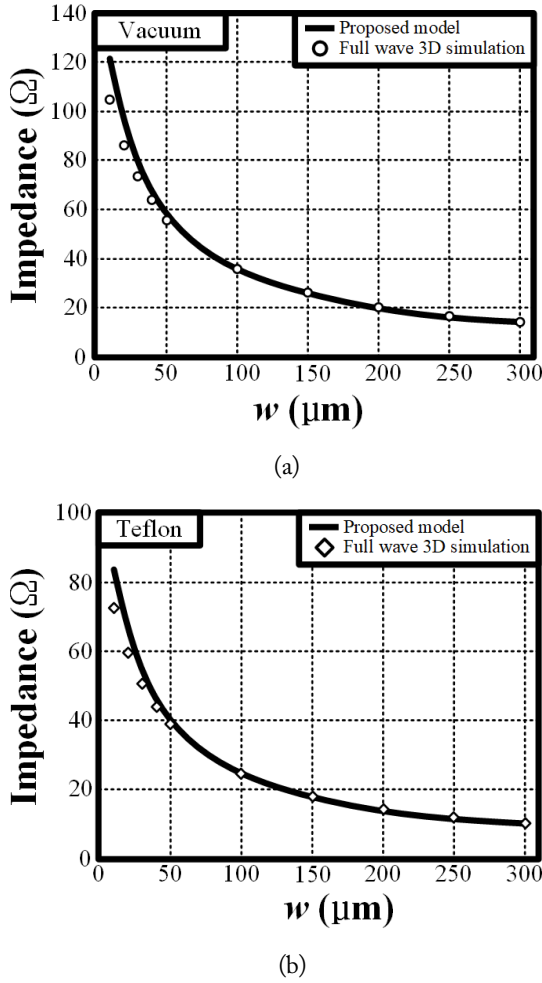 Vacuum
Proposed model
Full wave 3D simulation
Impedance (Ω)
140
120
100
80
60
40
20
0
0 50 100 150 200 250 300
w (µm)
(a)
Teflon
Proposed model
Full wave 3D simulation
Impedance (Ω)
100
80
60
40
20
0
0 50 100 150 200 250 300
w (µm)
(b)